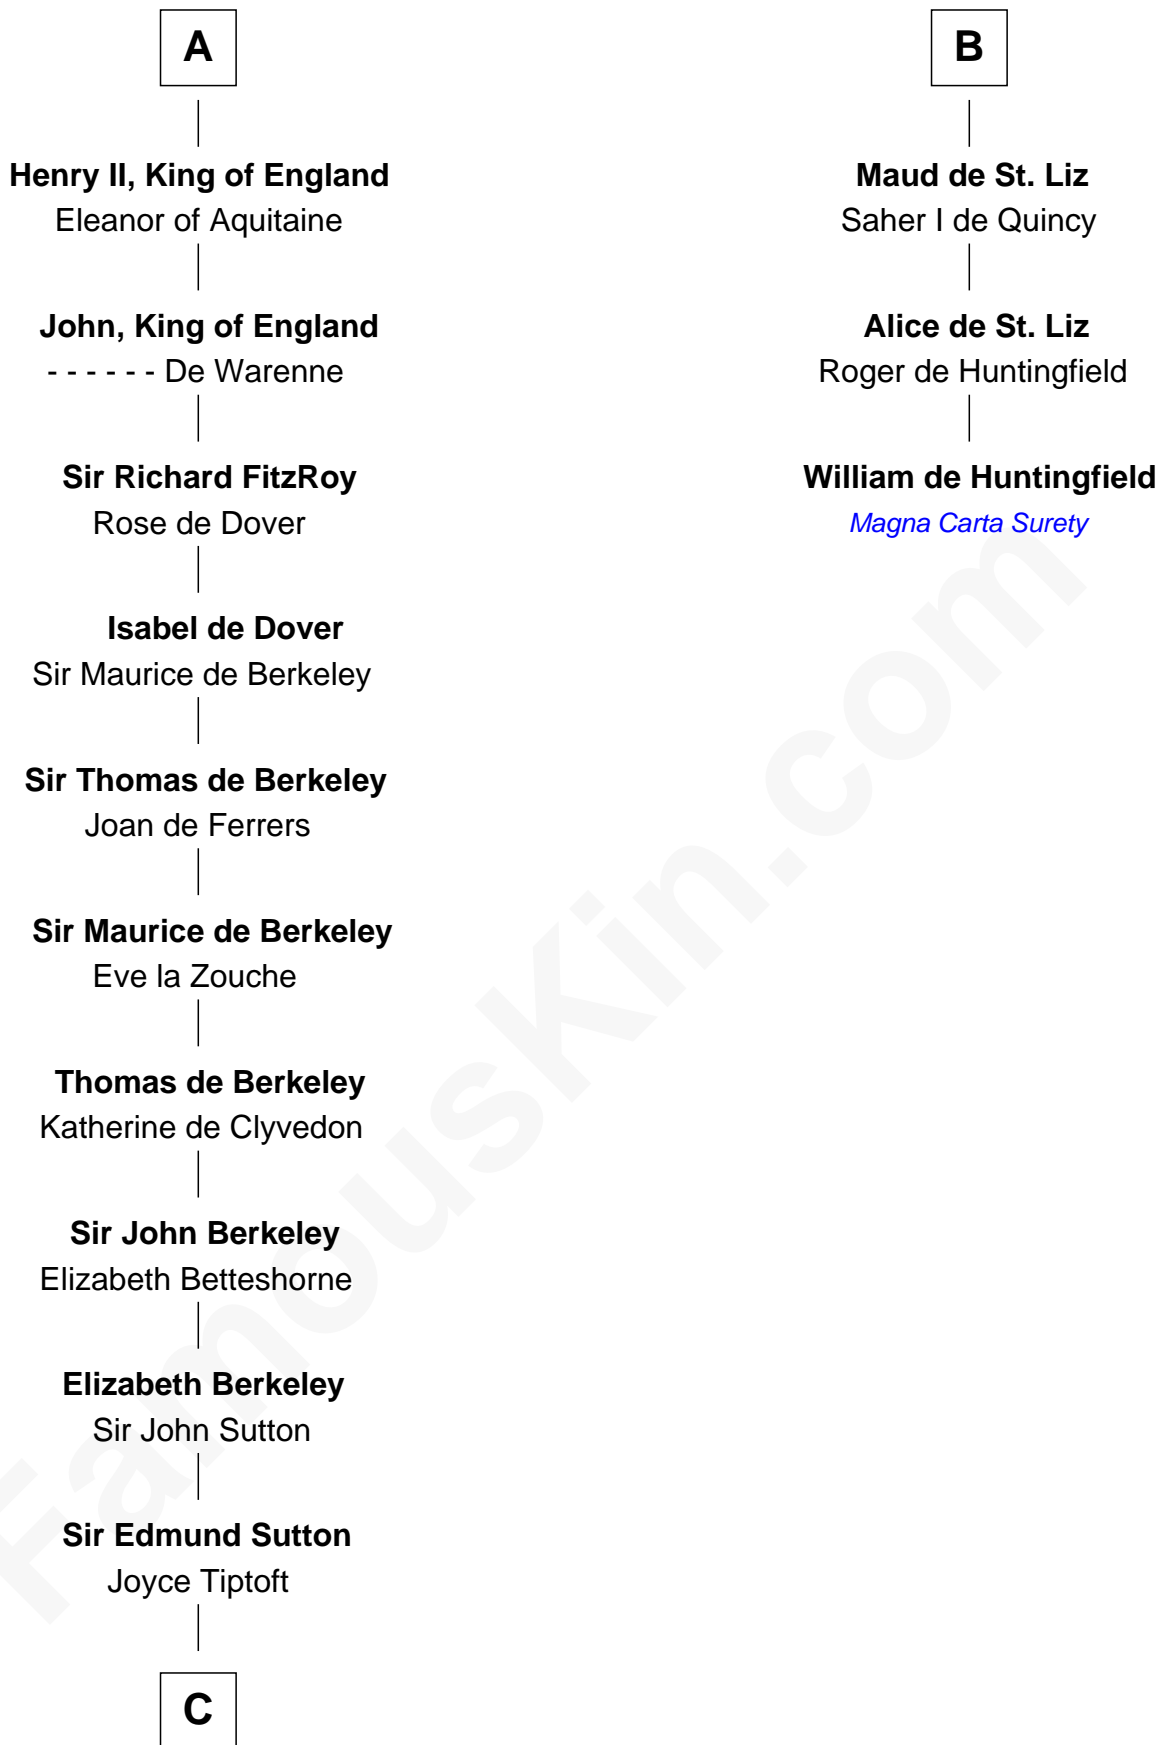 A
Henry II, King of England
Eleanor of Aquitaine
John, King of England
- - - - - - De Warenne
Sir Richard FitzRoy
Rose de Dover
Isabel de Dover
Sir Maurice de Berkeley
Sir Thomas de Berkeley
Joan de Ferrers
Sir Maurice de Berkeley
Eve la Zouche
Thomas de Berkeley
Katherine de Clyvedon
Sir John Berkeley
Elizabeth Betteshorne
Elizabeth Berkeley
Sir John Sutton
Sir Edmund Sutton
Joyce Tiptoft
C
B
Maud de St. Liz
Saher I de Quincy
Alice de St. Liz
Roger de Huntingfield
William de Huntingfield
Magna Carta Surety
FamousKin.com